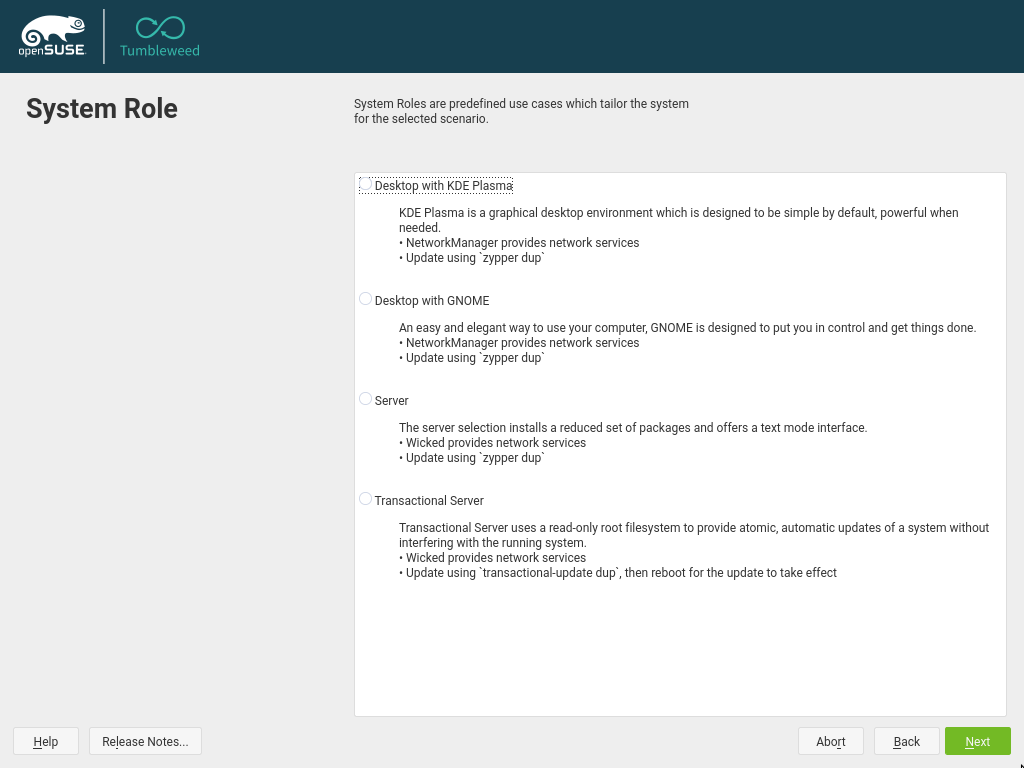 openSUSE
Tumbleweed
System Role
System Roles are predefined use cases which tailor the system
for the selected scenario.
Desktop with KDE Plasma
KDE Plasma is a graphical desktop environment which is designed to be simple by default, powerful when
needed.
• NetworkManager provides network services
• Update using `zypper dup`
Desktop with GNOME
An easy and elegant way to use your computer, GNOME is designed to put you in control and get things done.
• NetworkManager provides network services
• Update using `zypper dup`
Server
The server selection installs a reduced set of packages and offers a text mode interface.
• Wicked provides network services
• Update using `zypper dup`
Transactional Server
Transactional Server uses a read-only root filesystem to provide atomic, automatic updates of a system without
interfering with the running system.
• Wicked provides network services
• Update using `transactional-update dup`, then reboot for the update to take effect
Help
Release Notes...
Abort
Back
Next